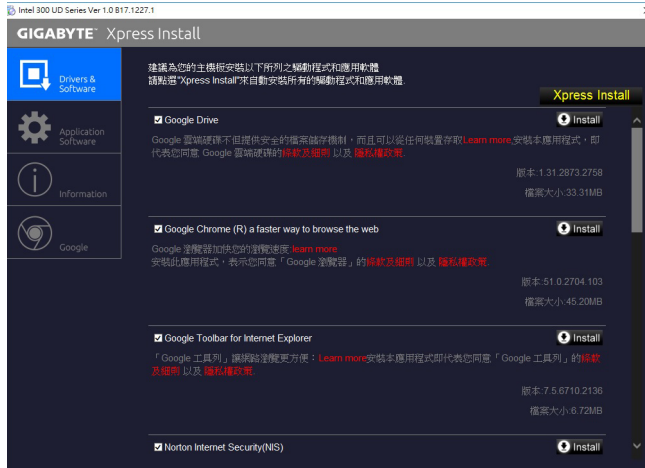 Intel 300 UD Series Ver 1.0 B17.1227.1
GIGABYTE™ Xpress Install
Drivers &
Software
Application
Software
Information
Google
建議為您的主機板安裝以下所列之驅動程式和應用軟體
請點選"Xpress Install"來自動安裝所有的驅動程式和應用軟體.
Xpress Install
Google Drive
Install
Google 雲端硬碟不但提供安全的檔案儲存機制，而且可以從任何裝置存取Learn more.安裝本應用程式，即
代表您同意 Google 雲端硬碟的條款及細則 以及 隱私權政策.
版本:1.31.2873.2758
檔案大小:33.31MB
Google Chrome (R) a faster way to browse the web
Install
Google 瀏覽器加快您的瀏覽速度:learn more
安裝此應用程式，表示您同意「Google 瀏覽器」的條款及細則 以及 隱私權政策.
版本:51.0.2704.103
檔案大小:45.20MB
Google Toolbar for Internet Explorer
Install
「Google 工具列」讓網路瀏覽更方便：Learn more安裝本應用程式即代表您同意「Google 工具列」的條款
及細則 以及 隱私權政策.
版本:7.5.6710.2136
檔案大小:6.72MB
Norton Internet Security(NIS)
Install